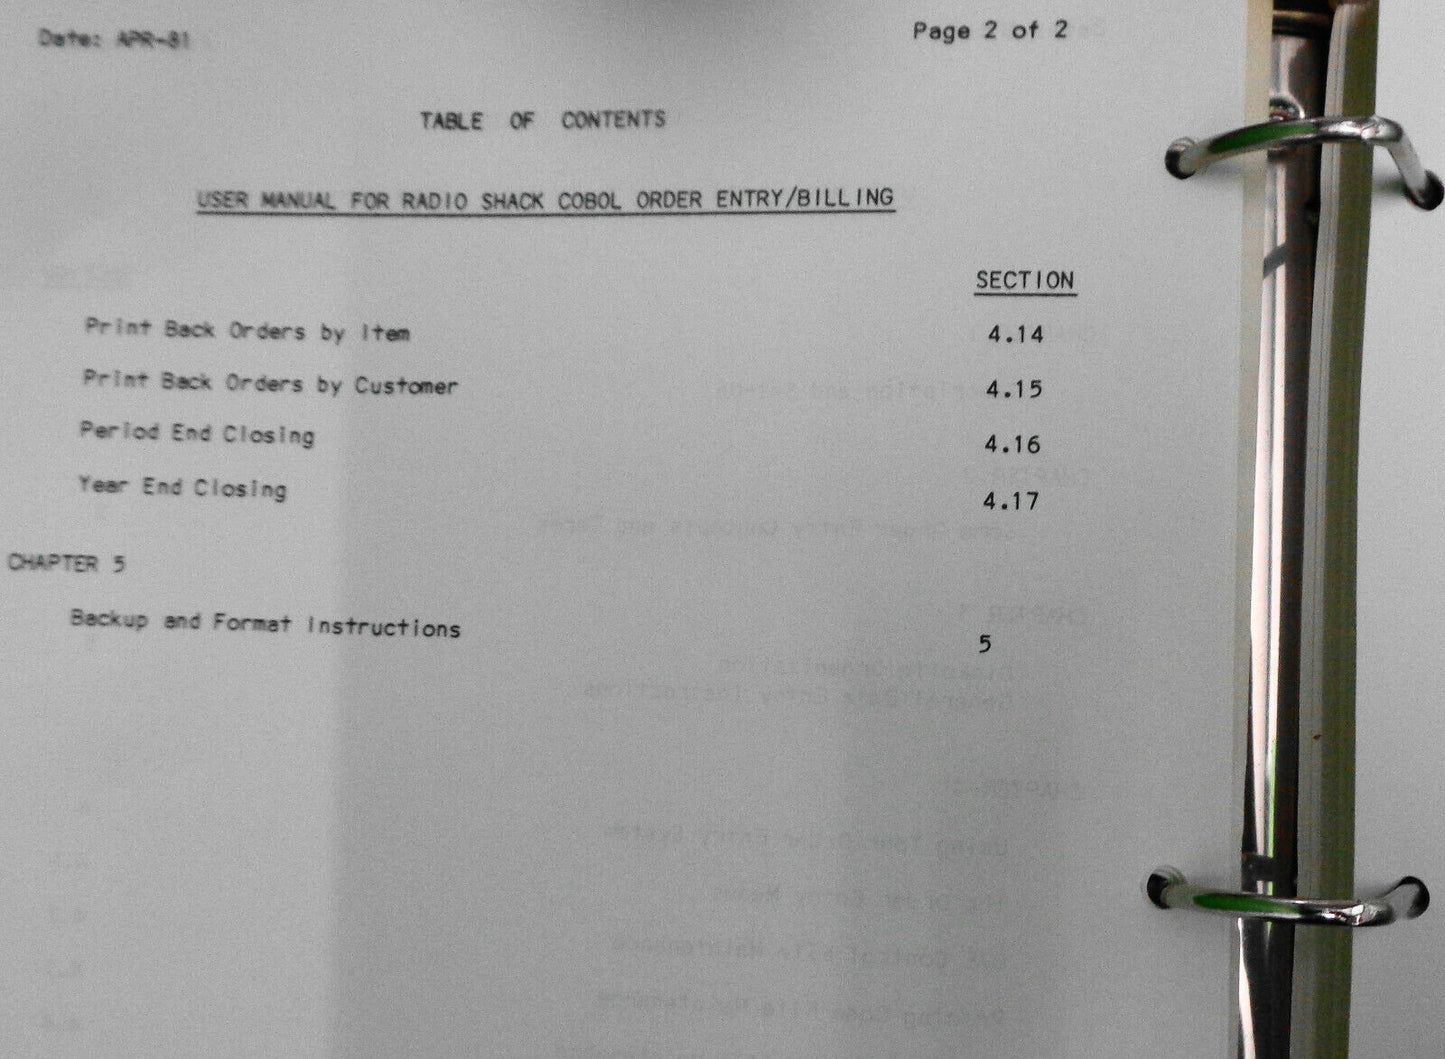 Date: APR-81
Page 2 of 2
TABLE OF CONTENTS
USER MANUAL FOR RADIO SHACK COBOL ORDER ENTRY/BILLING
SECTION
Print Back Orders by Item 4.14
Print Back Orders by Customer 4.15
Period End Closing 4.16
Year End Closing 4.17
CHAPTER 5
Backup and Format Instructions 5